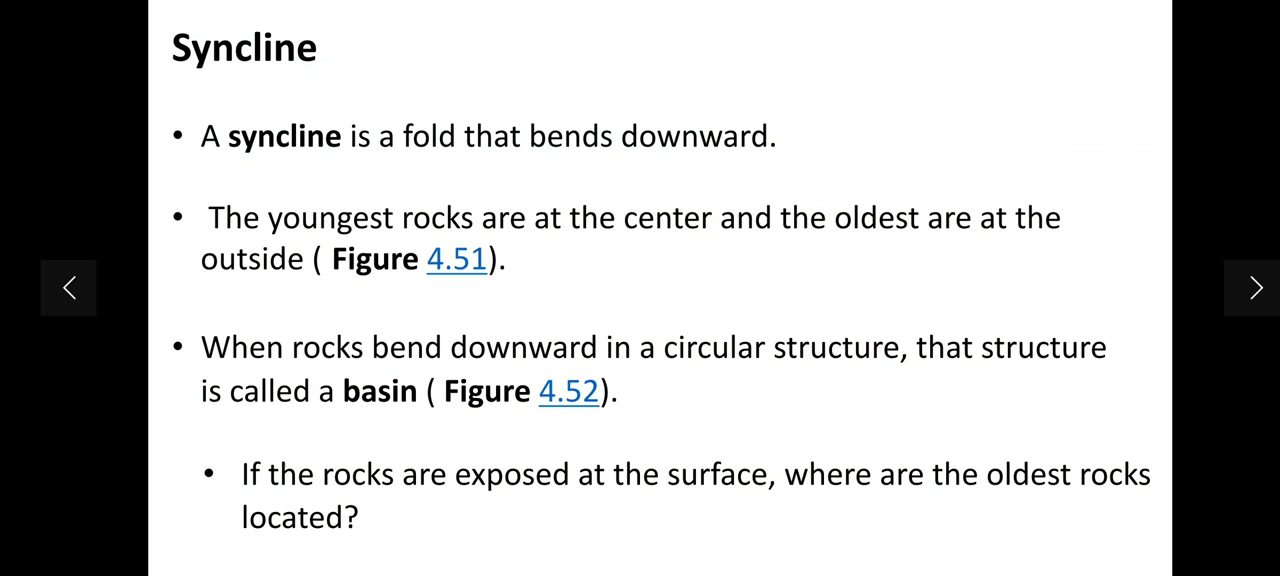 Syncline
• A syncline is a fold that bends downward.
• The youngest rocks are at the center and the oldest are at the
outside ( Figure 4.51).
• When rocks bend downward in a circular structure, that structure
is called a basin ( Figure 4.52).
• If the rocks are exposed at the surface, where are the oldest rocks
located?